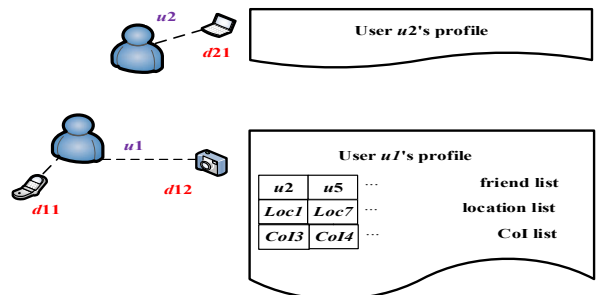 u2
d21
User u2's profile
u1
d11
d12
User u1's profile
u2 u5 ... friend list
Loc1 Loc7 ... location list
CoI3 CoI4 ... CoI list